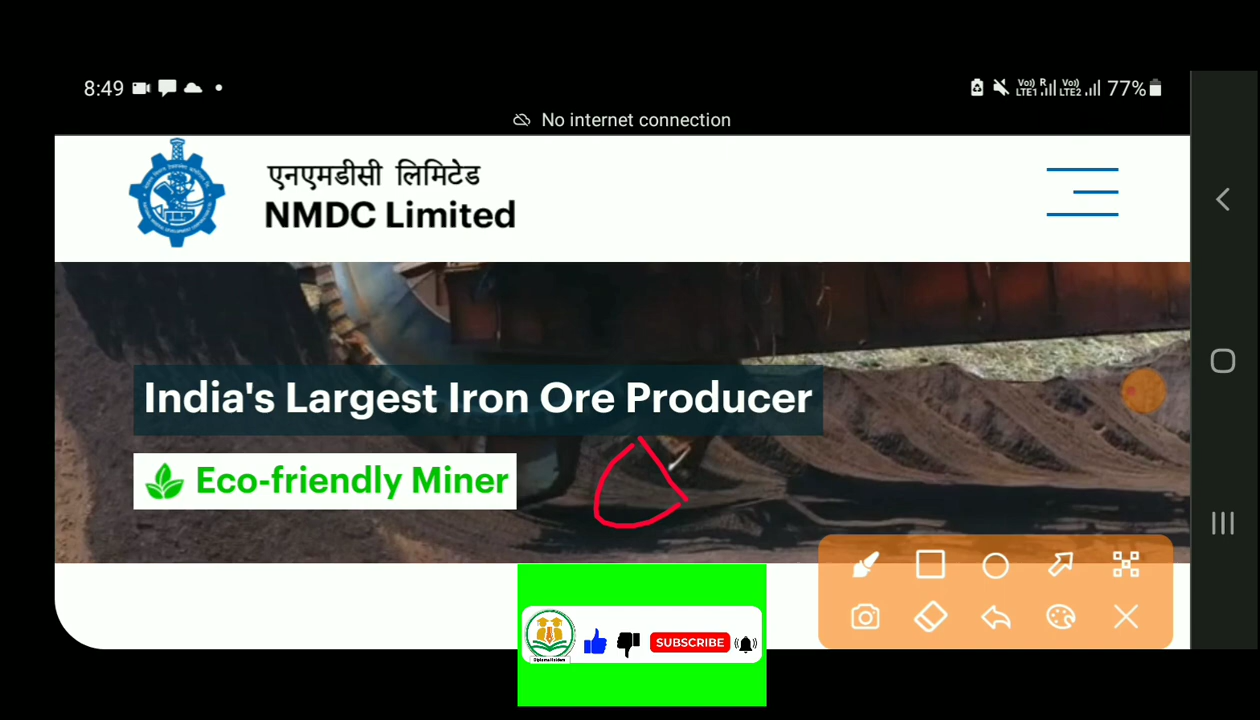 8:49
77%
No internet connection
एनएमडीसी लिमिटेड
NMDC Limited
India's Largest Iron Ore Producer
Eco-friendly Miner
SUBSCRIBE